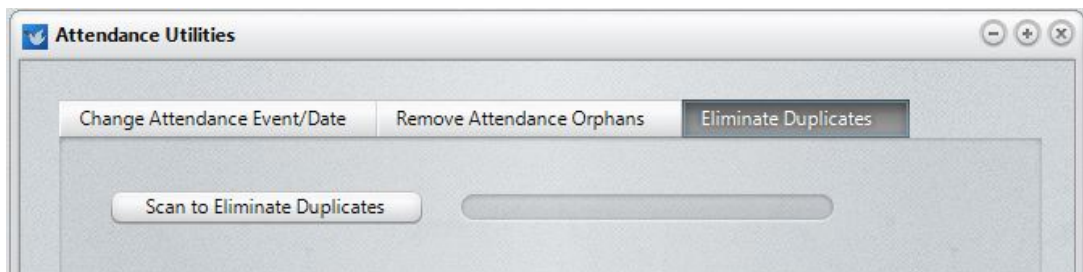 Attendance Utilities
Change Attendance Event/Date Remove Attendance Orphans Eliminate Duplicates
Scan to Eliminate Duplicates